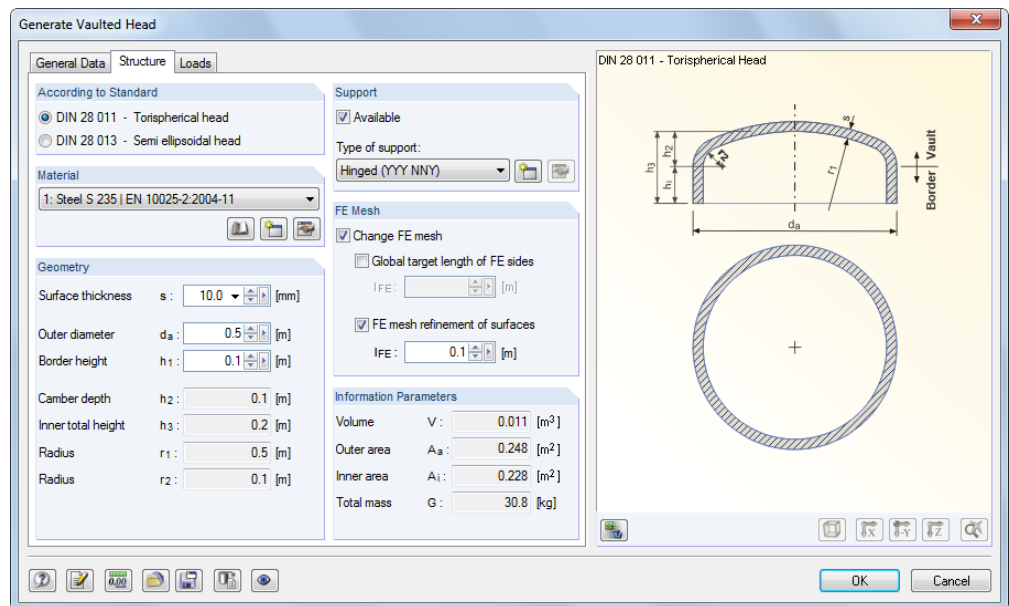 Generate Vaulted Head
General Data Structure Loads
According to Standard
DIN 28 011 - Torispherical head
DIN 28 013 - Semi ellipsoidal head
Material
1: Steel S 235 | EN 10025-2:2004-11
Geometry
Surface thickness s : 10.0 [mm]
Outer diameter da : 0.5 [m]
Border height h1 : 0.1 [m]
Camber depth h2 : 0.1 [m]
Inner total height h3 : 0.2 [m]
Radius r1 : 0.5 [m]
Radius r2 : 0.1 [m]
Support
Available
Type of support:
Hinged (YYY NNY)
FE Mesh
Change FE mesh
Global target length of FE sides
lFE : [m]
FE mesh refinement of surfaces
lFE : 0.1 [m]
Information Parameters
Volume V : 0.011 [m3]
Outer area Aa : 0.248 [m2]
Inner area Ai : 0.228 [m2]
Total mass G : 30.8 [kg]
DIN 28 011 - Torispherical Head
s
h3
h2
r2
r1
hi
Vault
Border
da
X
-Y
Z
0.00
OK Cancel